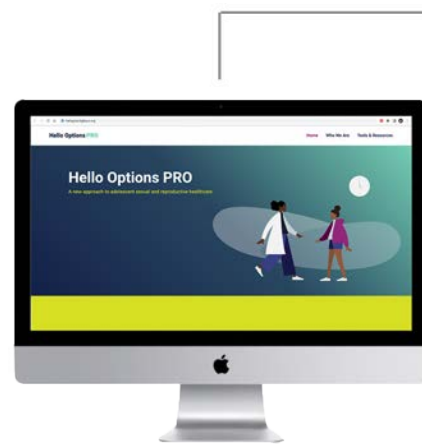 Hello Options PRO
Home Who We Are Tools & Resources
Hello Options PRO
A new approach to adolescent sexual and reproductive healthcare